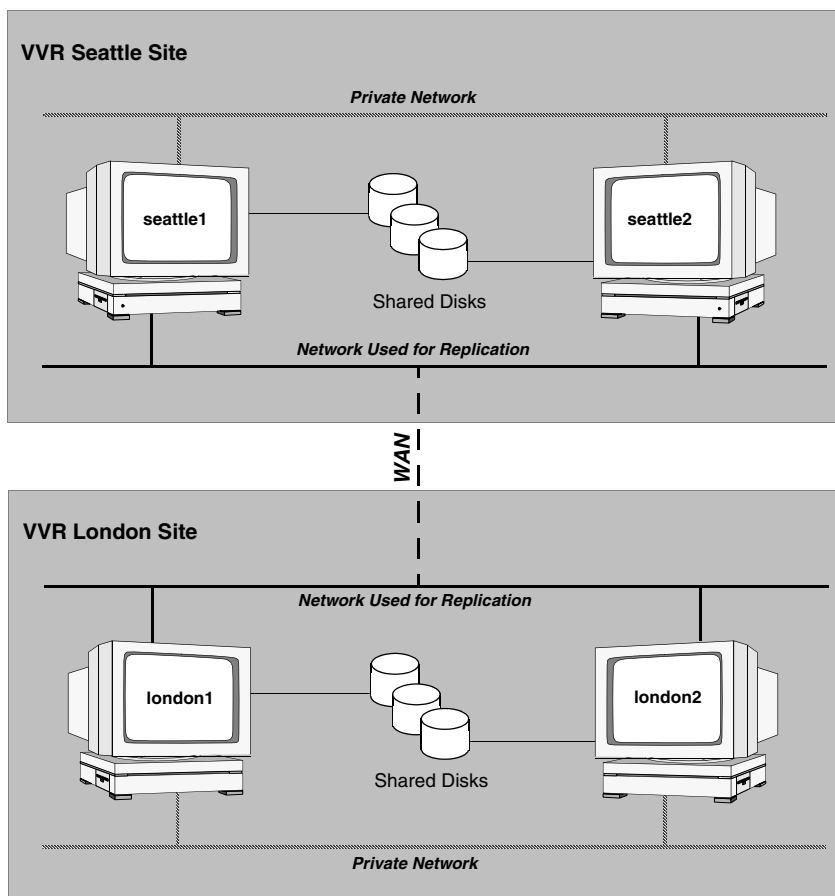 VVR Seattle Site
Private Network
seattle1
seattle2
Shared Disks
Network Used for Replication
WAN
VVR London Site
Network Used for Replication
london1
london2
Shared Disks
Private Network